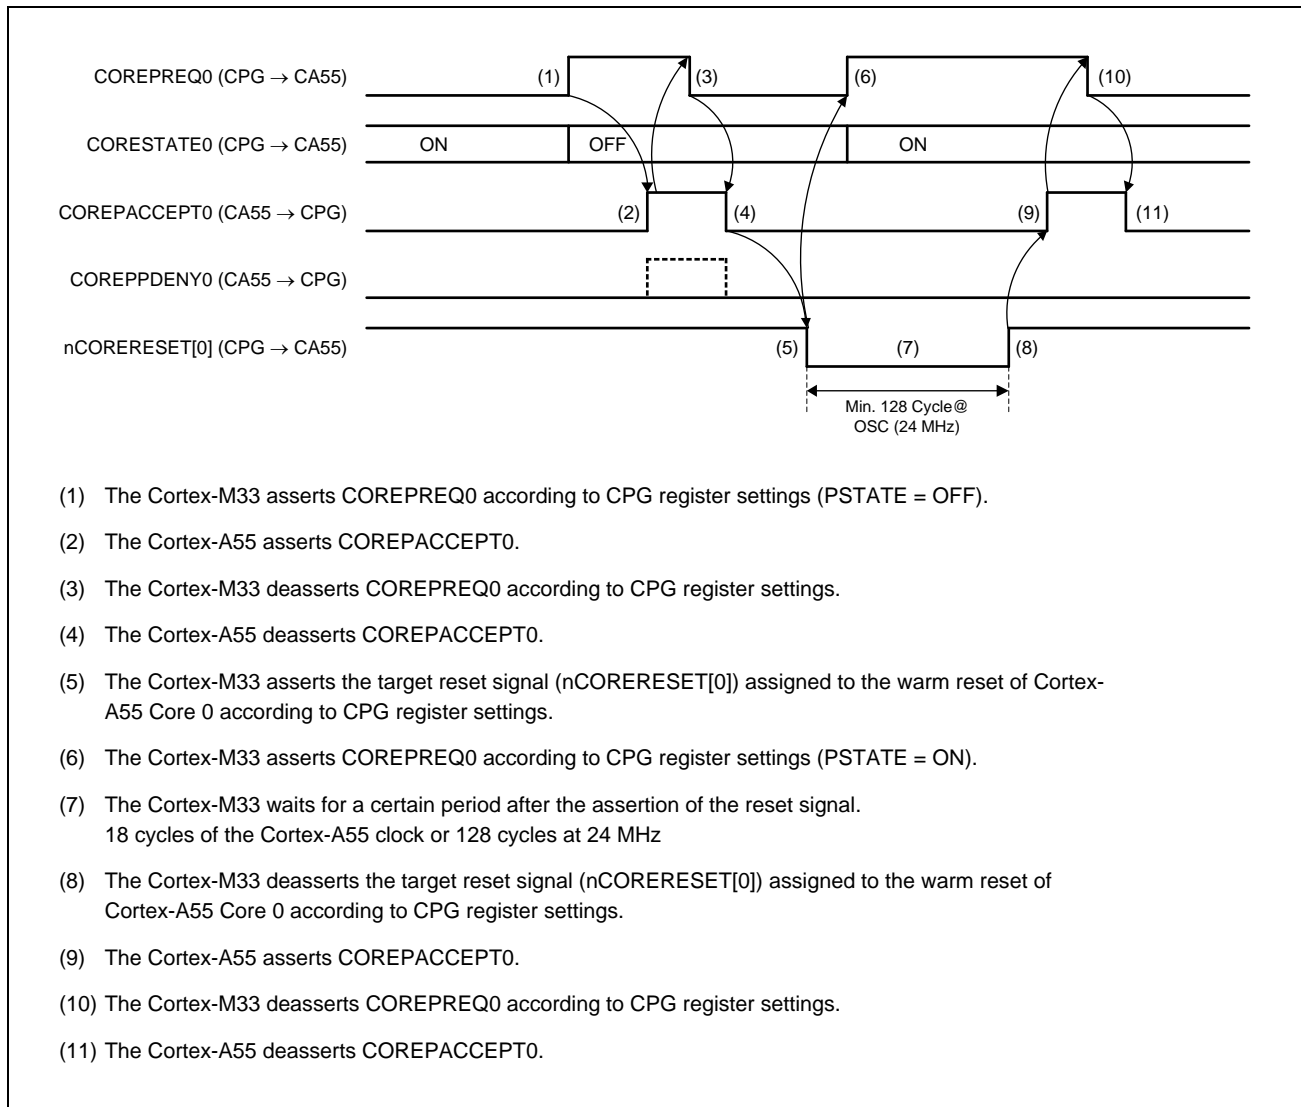 COREPREQ0 (CPG → CA55) (1) (3) (6) (10)
CORESTATE0 (CPG → CA55) ON OFF ON
COREPACCEPT0 (CA55 → CPG) (2) (4) (9) (11)
COREPPDENY0 (CA55 → CPG)
nCORERESET[0] (CPG → CA55) (5) (7) (8)
Min. 128 Cycle@
OSC (24 MHz)
(1) The Cortex-M33 asserts COREPREQ0 according to CPG register settings (PSTATE = OFF).
(2) The Cortex-A55 asserts COREPACCEPT0.
(3) The Cortex-M33 deasserts COREPREQ0 according to CPG register settings.
(4) The Cortex-A55 deasserts COREPACCEPT0.
(5) The Cortex-M33 asserts the target reset signal (nCORERESET[0]) assigned to the warm reset of Cortex-
A55 Core 0 according to CPG register settings.
(6) The Cortex-M33 asserts COREPREQ0 according to CPG register settings (PSTATE = ON).
(7) The Cortex-M33 waits for a certain period after the assertion of the reset signal.
18 cycles of the Cortex-A55 clock or 128 cycles at 24 MHz
(8) The Cortex-M33 deasserts the target reset signal (nCORERESET[0]) assigned to the warm reset of
Cortex-A55 Core 0 according to CPG register settings.
(9) The Cortex-A55 asserts COREPACCEPT0.
(10) The Cortex-M33 deasserts COREPREQ0 according to CPG register settings.
(11) The Cortex-A55 deasserts COREPACCEPT0.